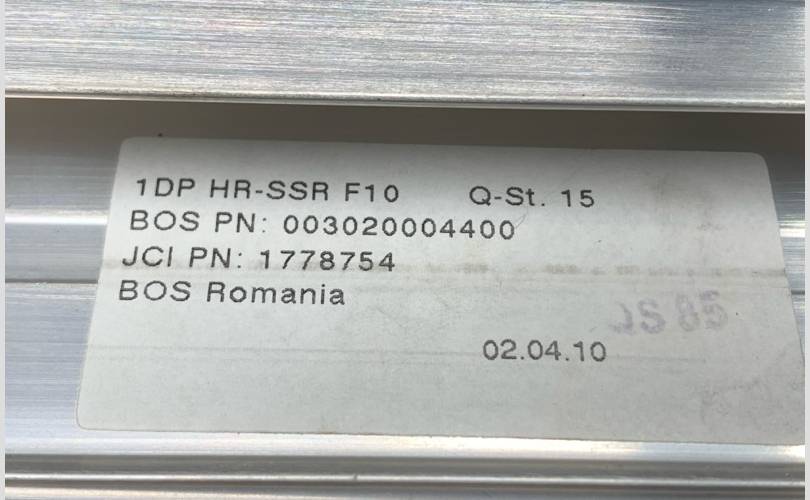 1DP HR-SSR F10 Q-St. 15
BOS PN: 003020004400
JCI PN: 1778754
BOS Romania
02.04.10